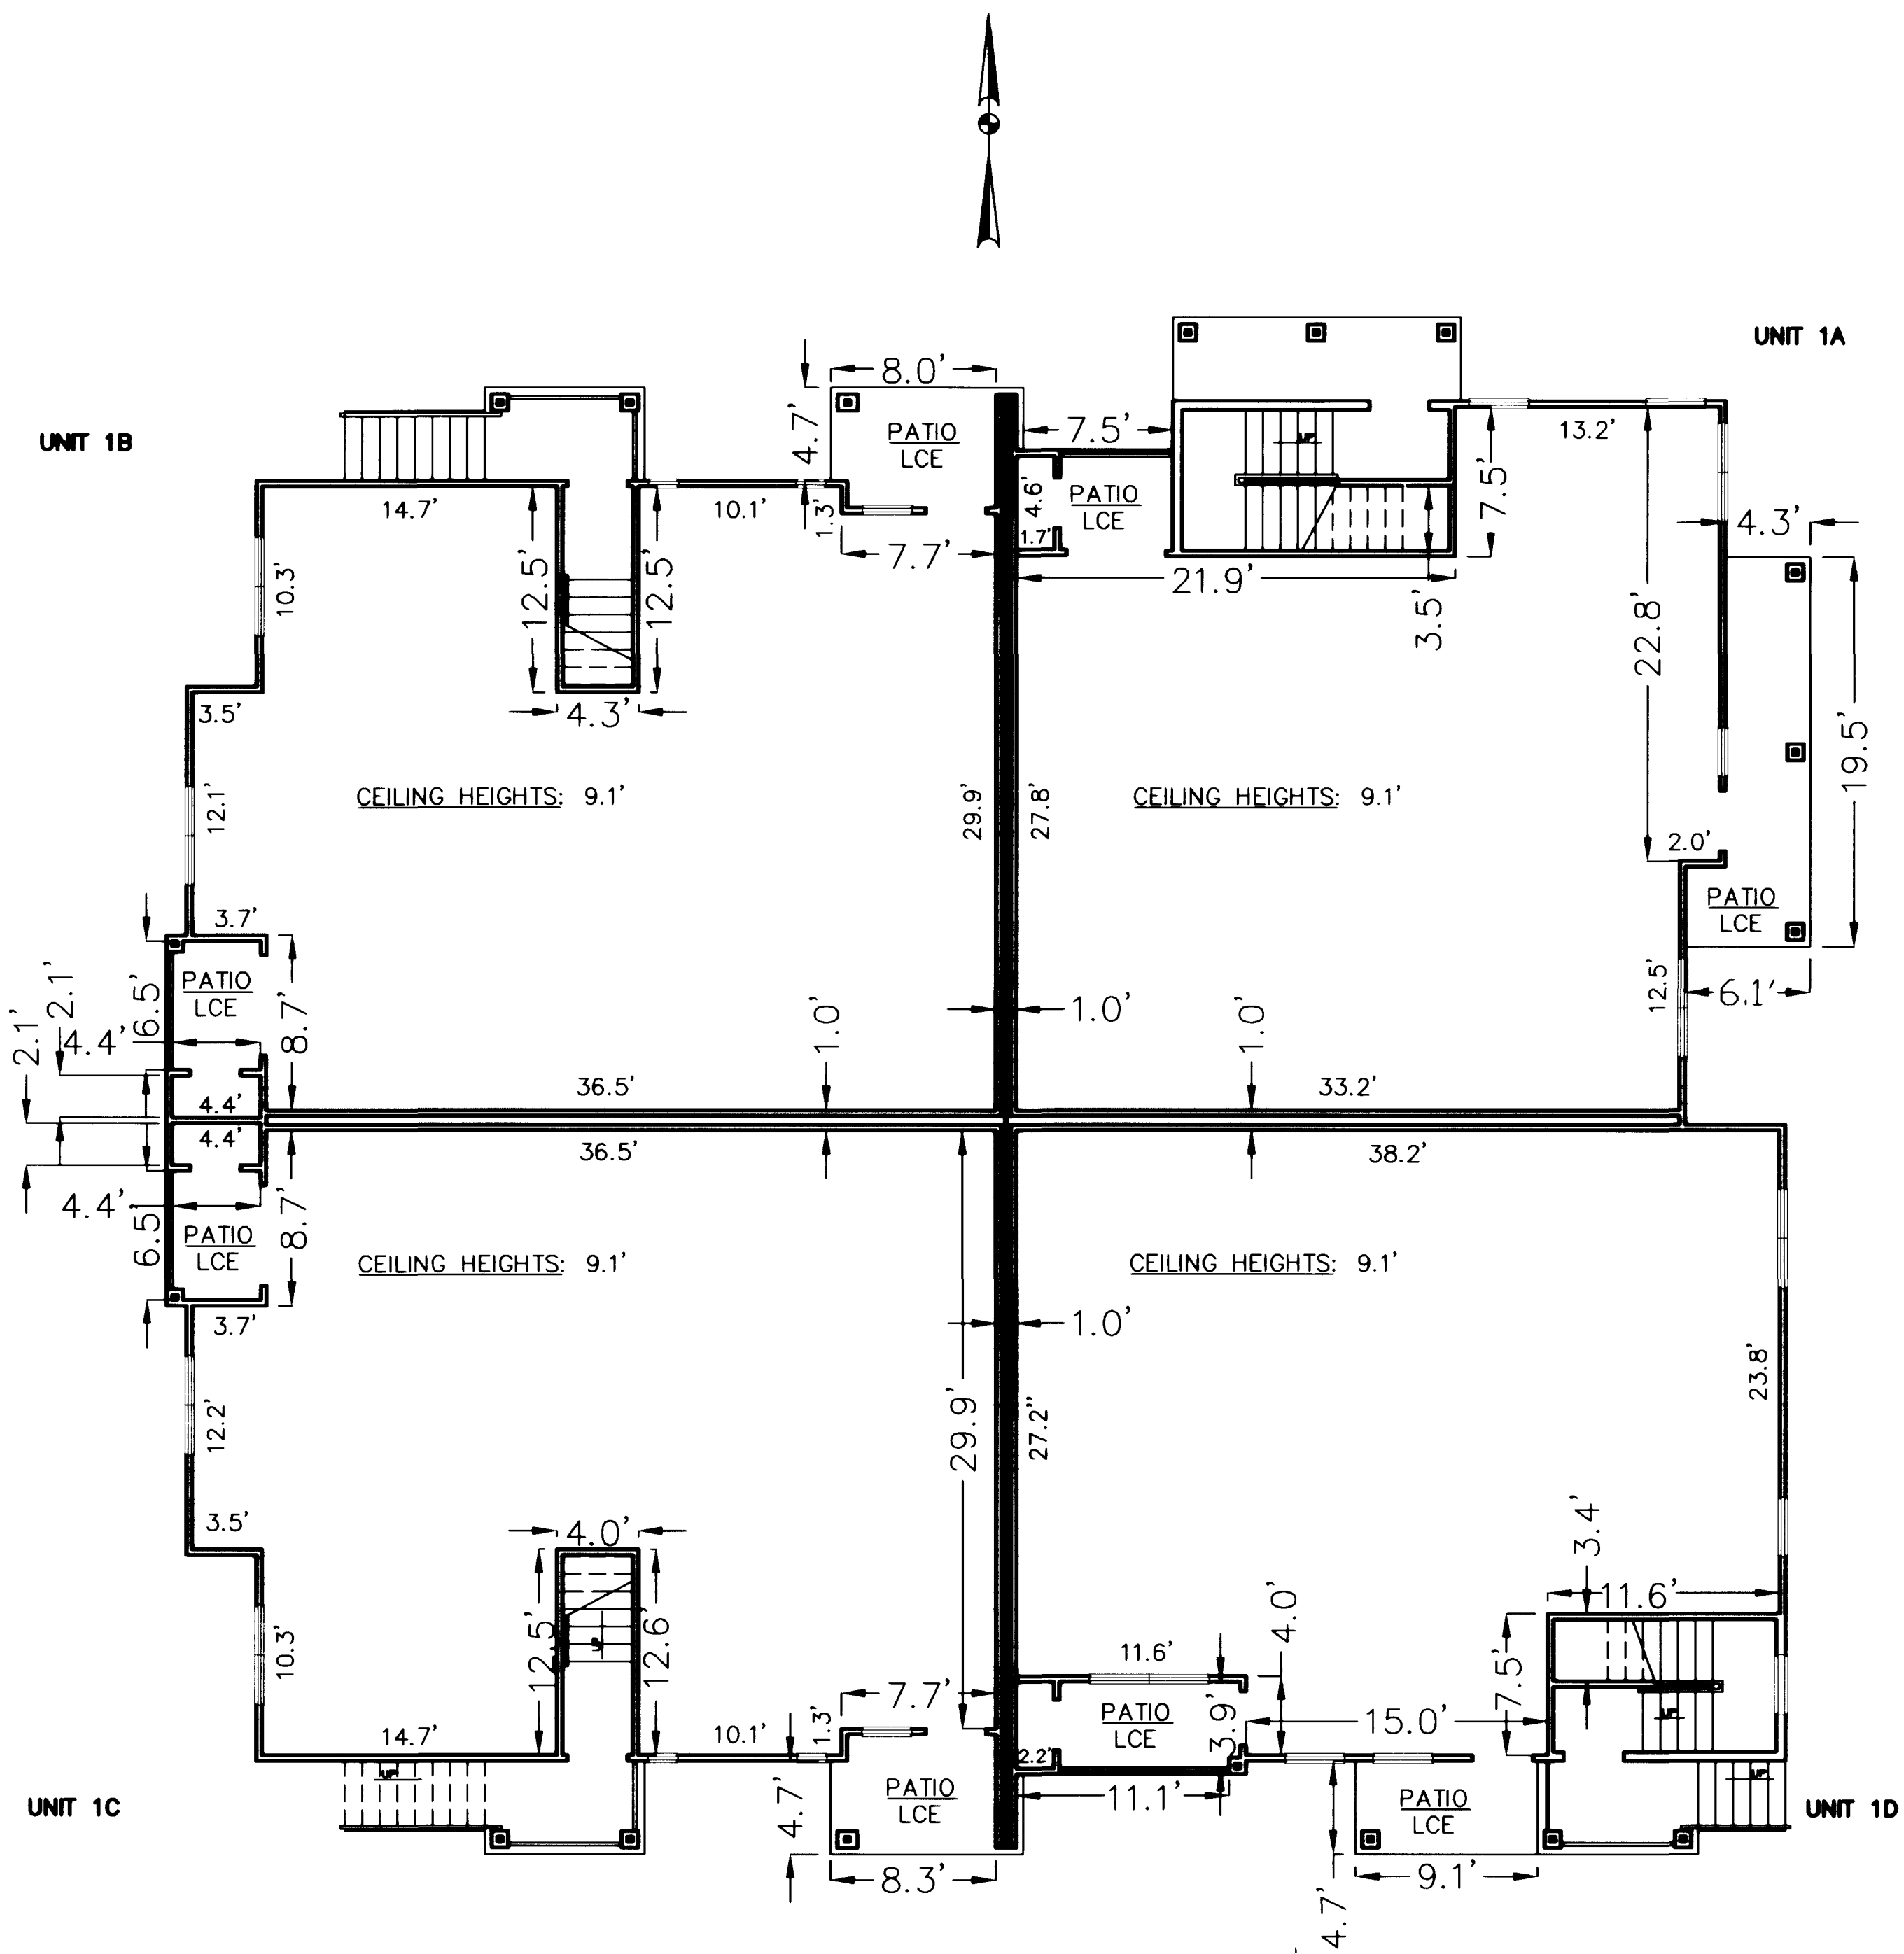 UNIT 1A
UNIT 1B
8.0'
4.7'
PATIO
LCE
7.5'
UP
13.2'
14.7'
10.1'
1.3'
7.7'
4.6'
PATIO
LCE
1.7'
7.5'
4.3'
10.3'
12.5'
12.5'
21.9'
3.5'
22.8'
3.5'
4.3'
19.5'
12.1'
CEILING HEIGHTS: 9.1'
29.9'
27.8'
CEILING HEIGHTS: 9.1'
2.0'
PATIO
LCE
3.7'
PATIO
LCE
6.5'
2.1'
2.1'
4.4'
8.7'
1.0'
1.0'
1.0'
12.5'
6.1'
4.4'
36.5'
33.2'
4.4'
36.5'
38.2'
4.4'
6.5'
PATIO
LCE
8.7'
CEILING HEIGHTS: 9.1'
CEILING HEIGHTS: 9.1'
3.7'
1.0'
12.2'
29.9'
27.2"
23.8'
3.5'
4.0'
3.4'
11.6'
10.3'
12.5'
UP
12.6'
11.6'
4.0'
7.5'
7.7'
PATIO
LCE
3.9'
15.0'
UP
14.7'
10.1'
1.3'
2.2'
UP
4.7'
PATIO
LCE
11.1'
PATIO
LCE
UP
UNIT 1C
UNIT 1D
8.3'
9.1'
4.7'